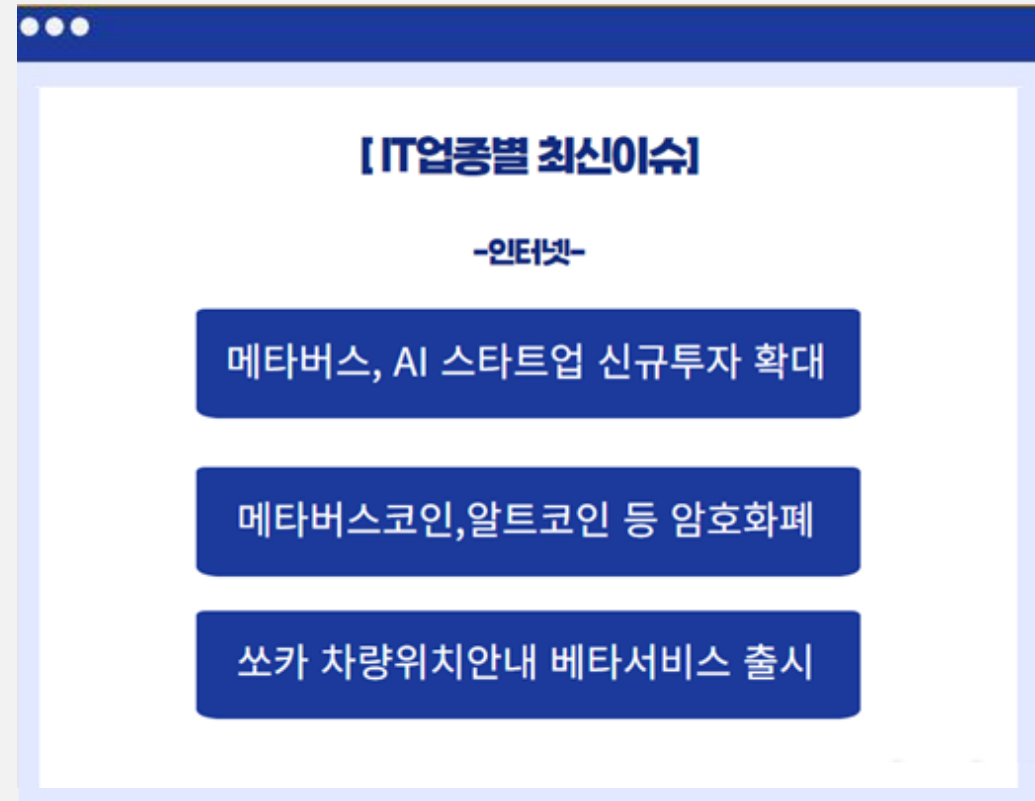 [ IT업종별 최신이슈]
-인터넷-
메타버스, AI 스타트업 신규투자 확대
메타버스코인,알트코인 등 암호화폐
쏘카 차량위치안내 베타서비스 출시